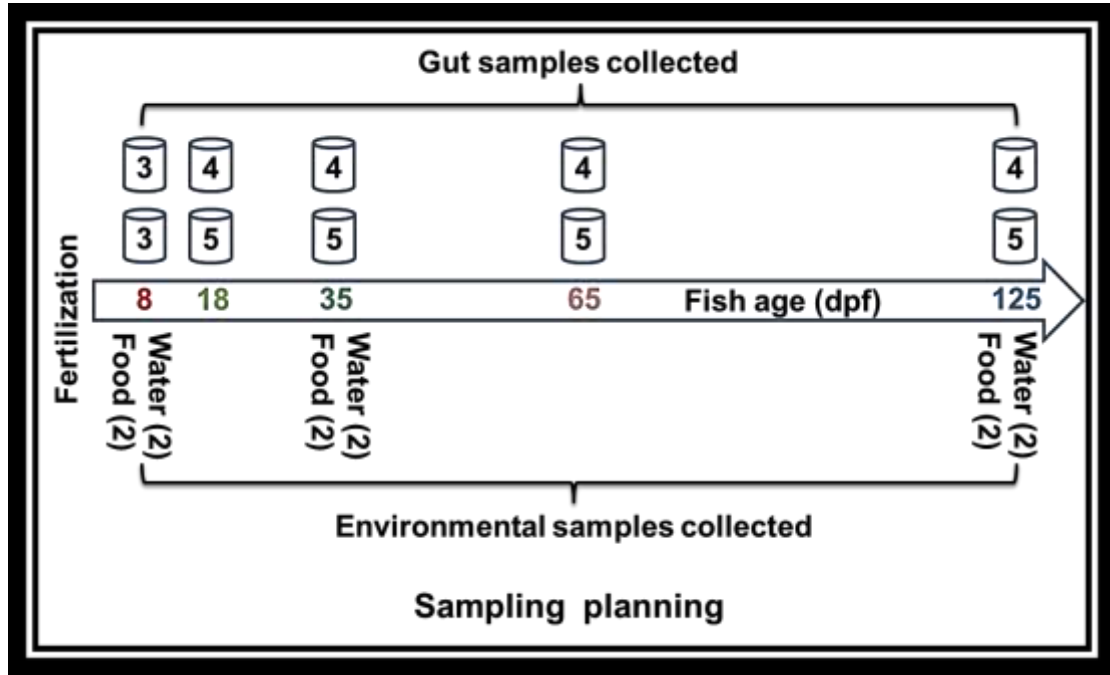 Gut samples collected
3 4 4 4 4
3 5 5 5 5
Fertilization
8 18 35 65 Fish age (dpf) 125
Water (2)
Food (2)
Water (2)
Food (2)
Water (2)
Food (2)
Environmental samples collected
Sampling planning